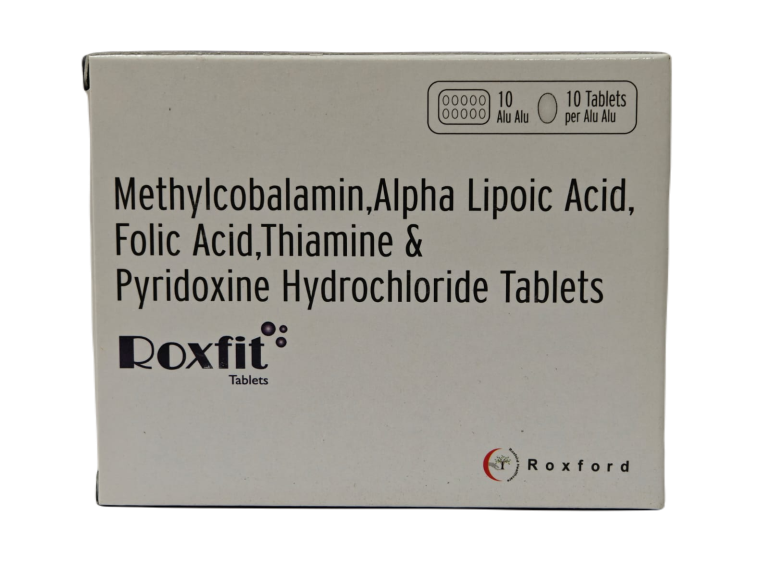 10
Alu Alu
10 Tablets
per Alu Alu
Methylcobalamin,Alpha Lipoic Acid,
Folic Acid,Thiamine &
Pyridoxine Hydrochloride Tablets
Roxfit
Tablets
Roxford